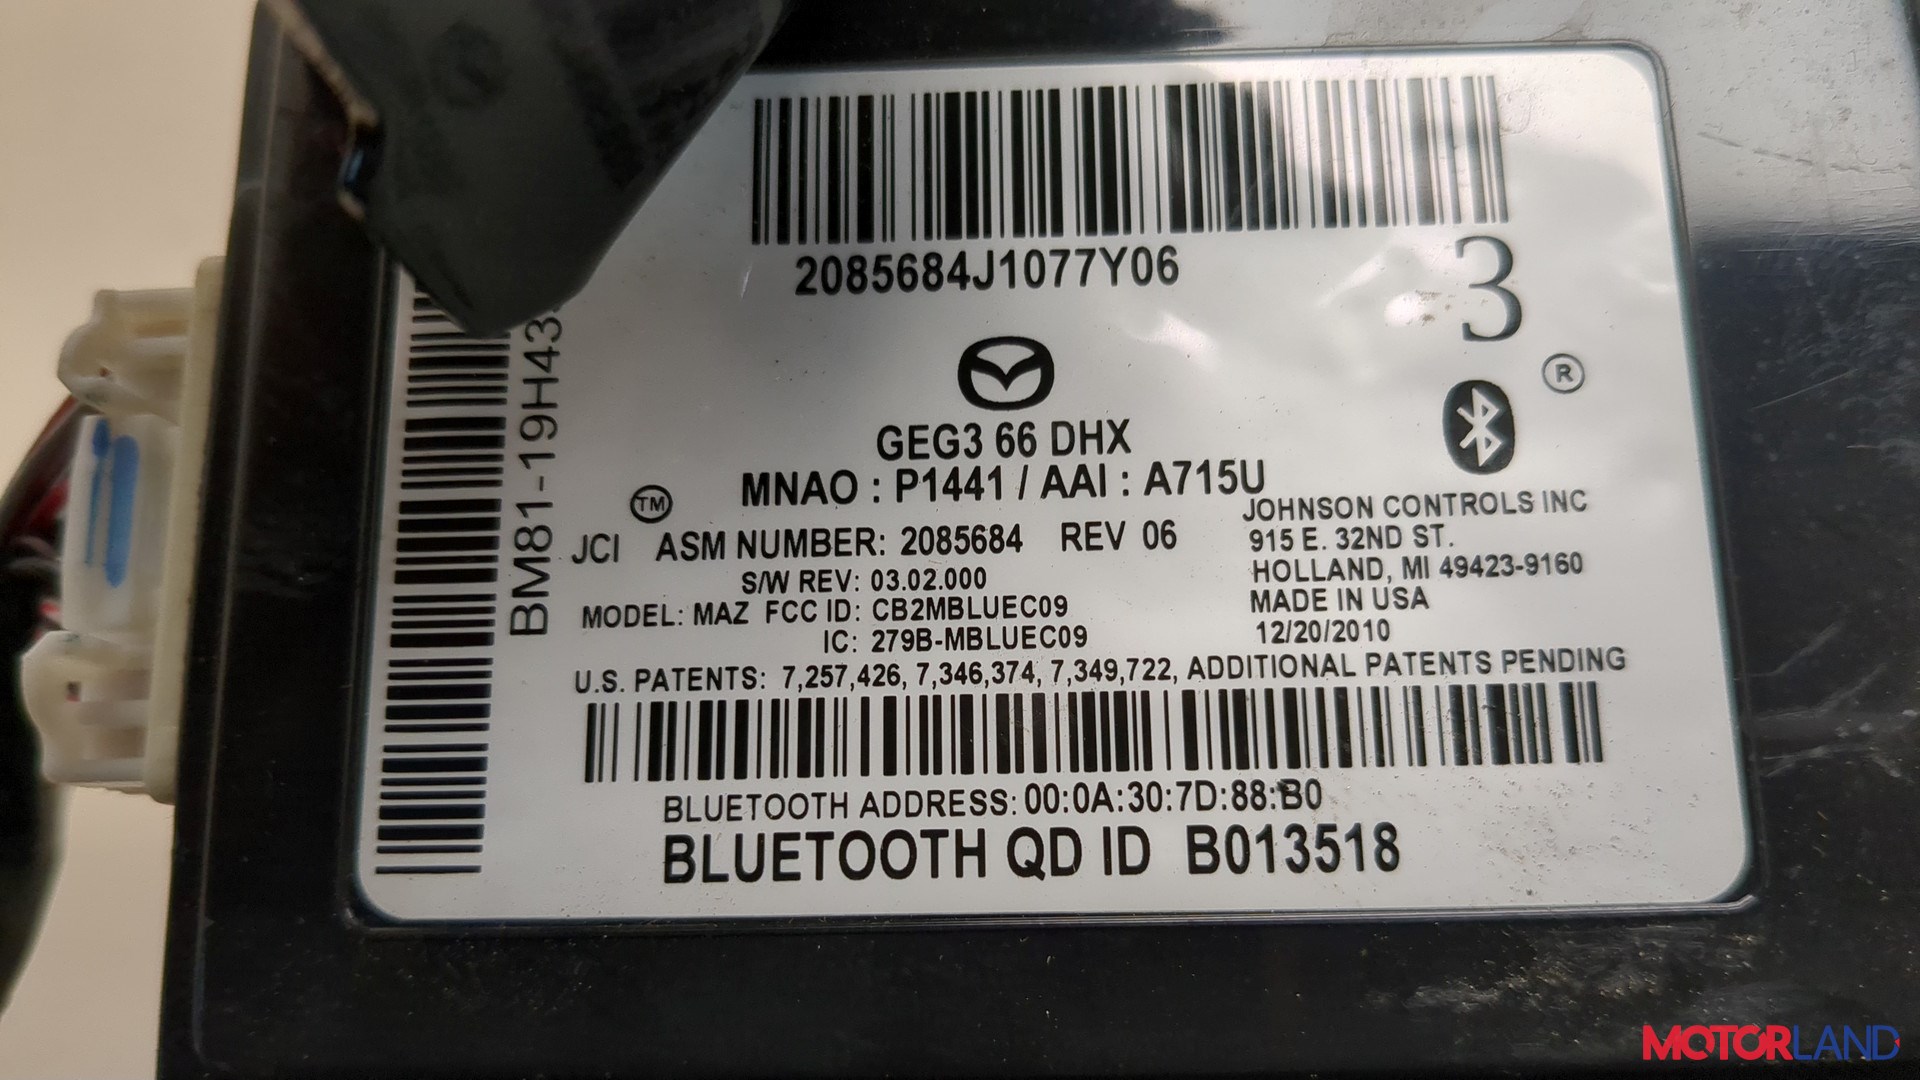 2085684J1077Y06
3
®
GEG3 66 DHX
MNAO : P1441 / AAI : A715U
TM
JCI ASM NUMBER: 2085684 REV 06
S/W REV: 03.02.000
MODEL: MAZ FCC ID: CB2MBLUEC09
IC: 279B-MBLUEC09
JOHNSON CONTROLS INC
915 E. 32ND ST.
HOLLAND, MI 49423-9160
MADE IN USA
12/20/2010
U.S. PATENTS: 7,257,426, 7,346,374, 7,349,722, ADDITIONAL PATENTS PENDING
BLUETOOTH ADDRESS: 00:0A:30:7D:88:B0
BLUETOOTH QD ID B013518
BM81-19H43
MOTORLAND